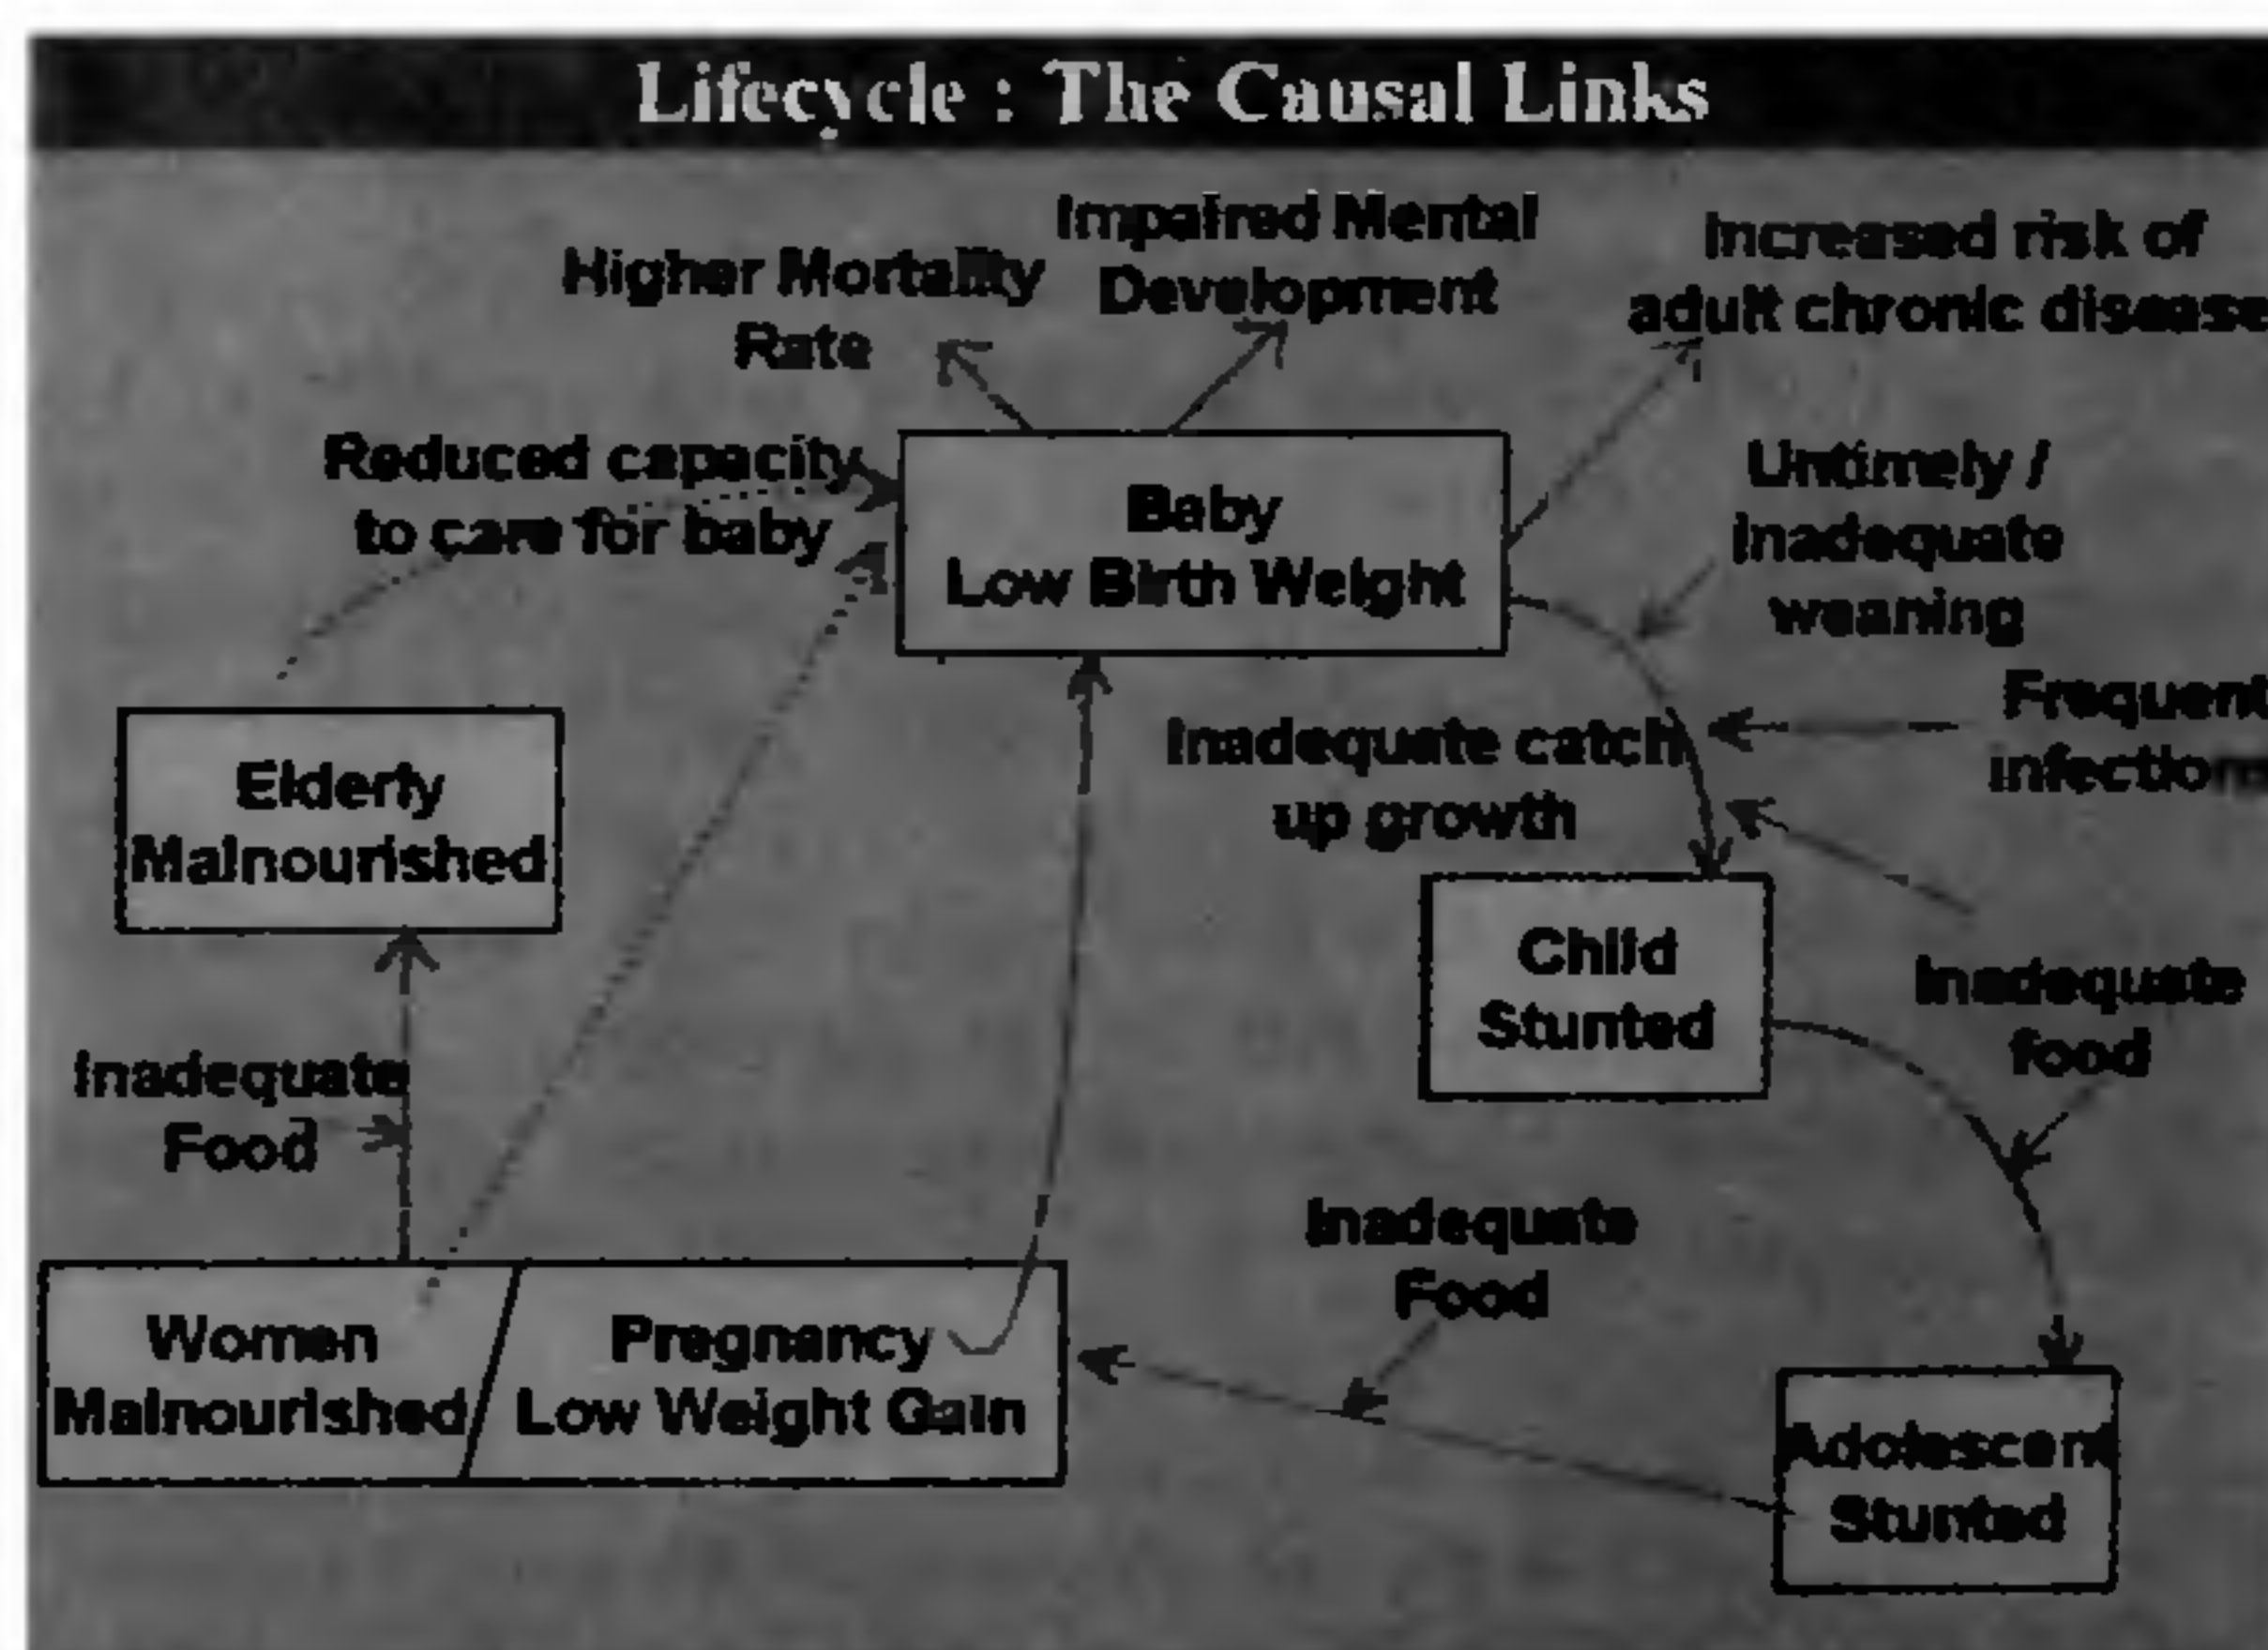 Lifecycle : The Causal Links
Impaired Mental
Development
Higher Mortality
Rate
Increased risk of
adult chronic disease
Reduced capacity
to care for baby
Baby
Low Birth Weight
Untimely /
Inadequate
weaning
Frequent
Inadequate catch
up growth
Elderly
Malnourished
Child
Stunted
Inadequate
food
Inadequate
Food
Inadequate
Food
Women
Malnourished
Pregnancy
Low Weight Gain
Adolescent
Stunted